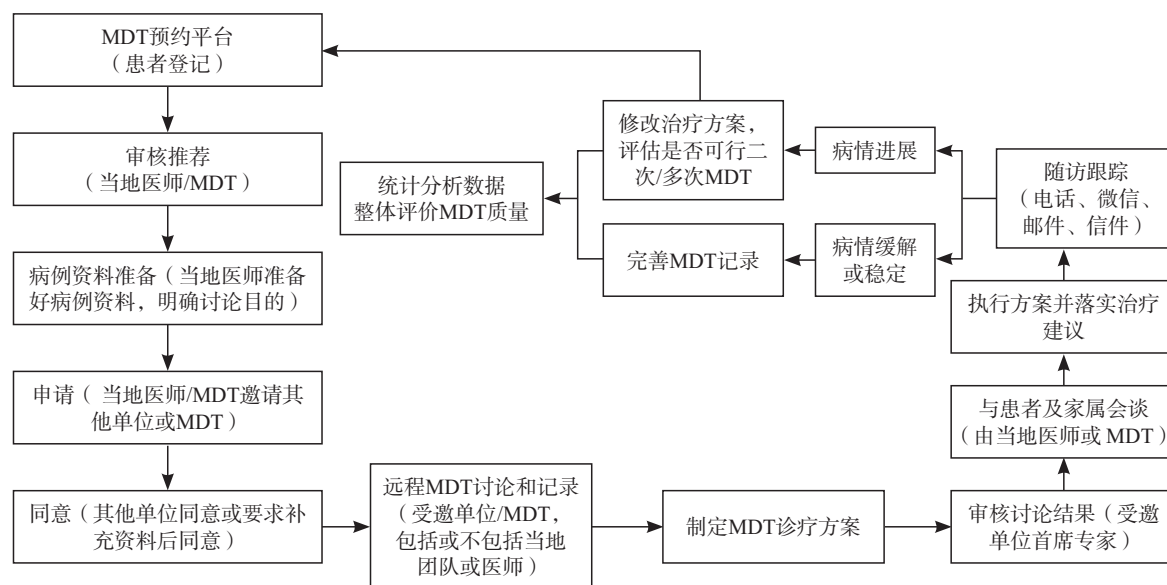 MDT预约平台
（患者登记）
审核推荐
（当地医师/MDT）
病例资料准备（当地医师准备
好病例资料，明确讨论目的）
申请（ 当地医师/MDT邀请其
他单位或MDT）
同意（其他单位同意或要求补
充资料后同意）
远程MDT讨论和记录
（受邀单位/MDT，
包括或不包括当地
团队或医师）
制定MDT诊疗方案
审核讨论结果（受邀
单位首席专家）
与患者及家属会谈
（由当地医师或 MDT）
执行方案并落实治疗
建议
随访跟踪
（电话、微信、
邮件、信件）
病情进展
病情缓解
或稳定
修改治疗方案，
评估是否可行二
次/多次MDT
完善MDT记录
统计分析数据
整体评价MDT质量